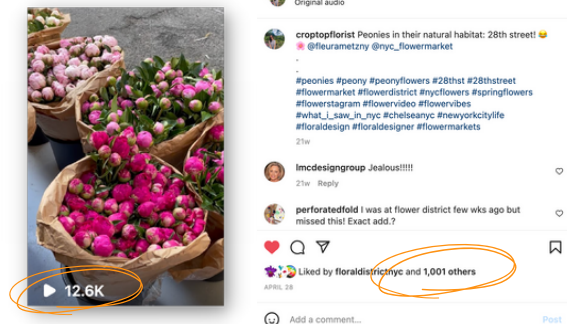 12.6K
Original audio
croptopflorist Peonies in their natural habitat: 28th street! 😂
🌸 @fleurametzny @nyc_flowermarket
.
.
#peonies #peony #peonyflowers #28thst #28thstreet
#flowermarket #flowerdistrict #nycflowers #springflowers
#flowerstagram #flowervideo #flowervibes
#what_i_saw_in_nyc #chelseanyc #newyorkcitylife
#floraldesign #floraldesigner #flowermarkets
21w
lmcdesigngroup Jealous!!!!!
21w Reply
perforatedfold I was at flower district few wks ago but
missed this! Exact add.?
Liked by floraldistrictnyc and 1,001 others
APRIL 28
Add a comment... Post